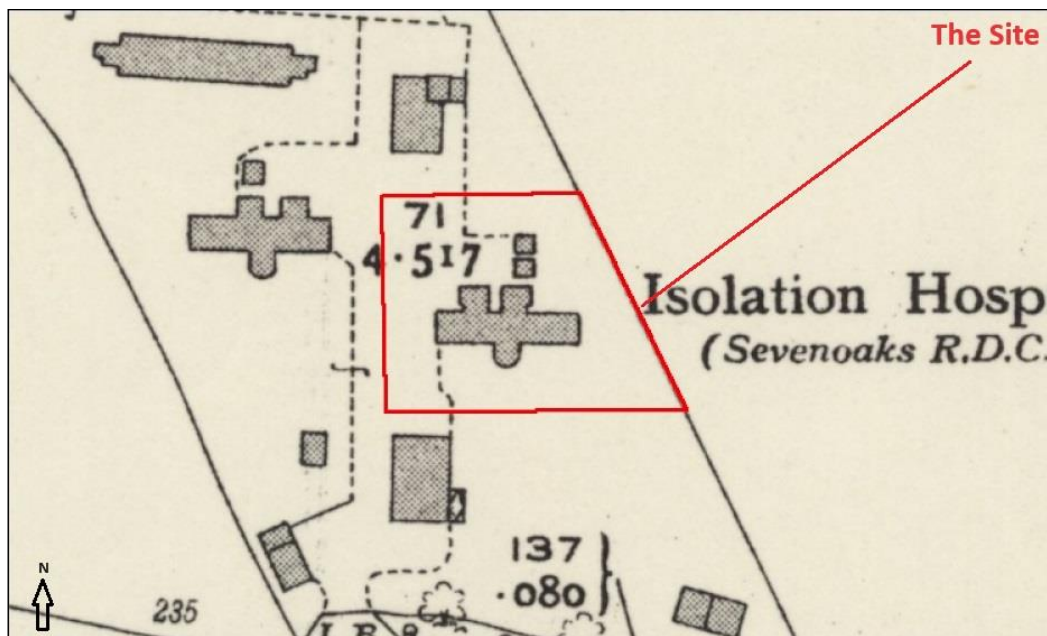 The Site
71
4·517
Isolation Hosp
(Sevenoaks R.D.C.
137
·080
N
235